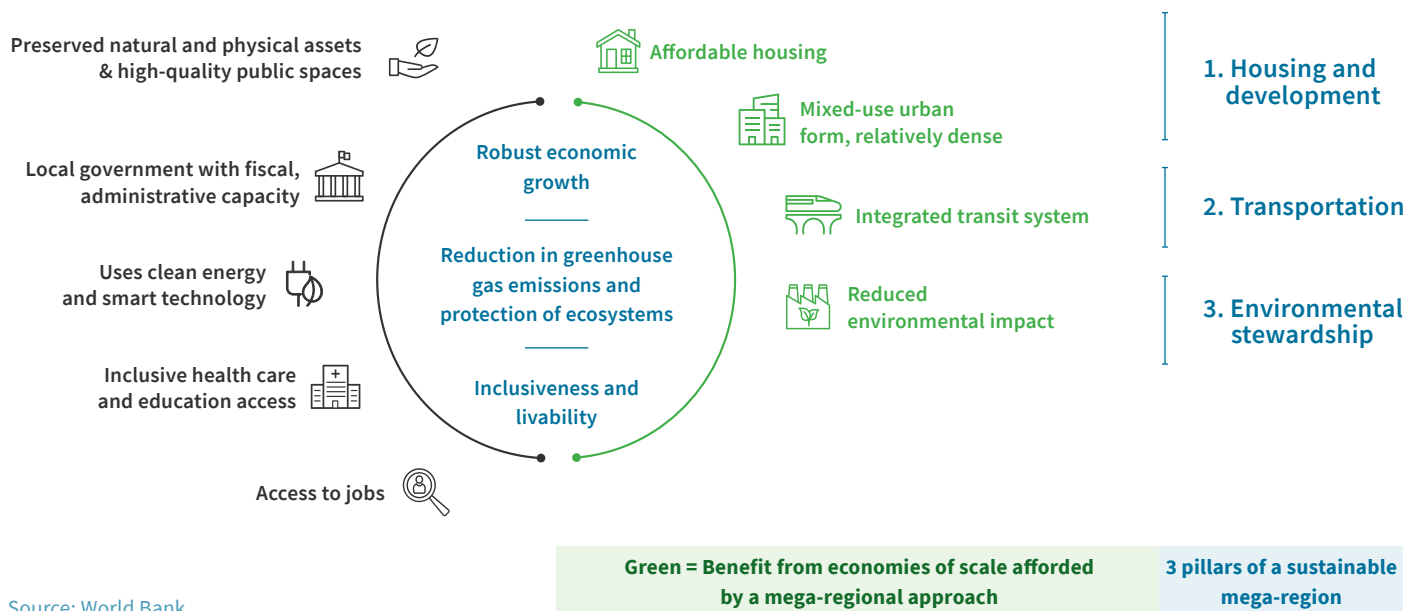 Preserved natural and physical assets
& high-quality public spaces
Local government with fiscal,
administrative capacity
Uses clean energy
and smart technology
Inclusive health care
and education access
Access to jobs
Robust economic
growth
Reduction in greenhouse
gas emissions and
protection of ecosystems
Inclusiveness and
livability
Affordable housing
Mixed-use urban
form, relatively dense
Integrated transit system
Reduced
environmental impact
1. Housing and
development
2. Transportation
3. Environmental
stewardship
Green = Benefit from economies of scale afforded
by a mega-regional approach
3 pillars of a sustainable
mega-region
Source: World Bank